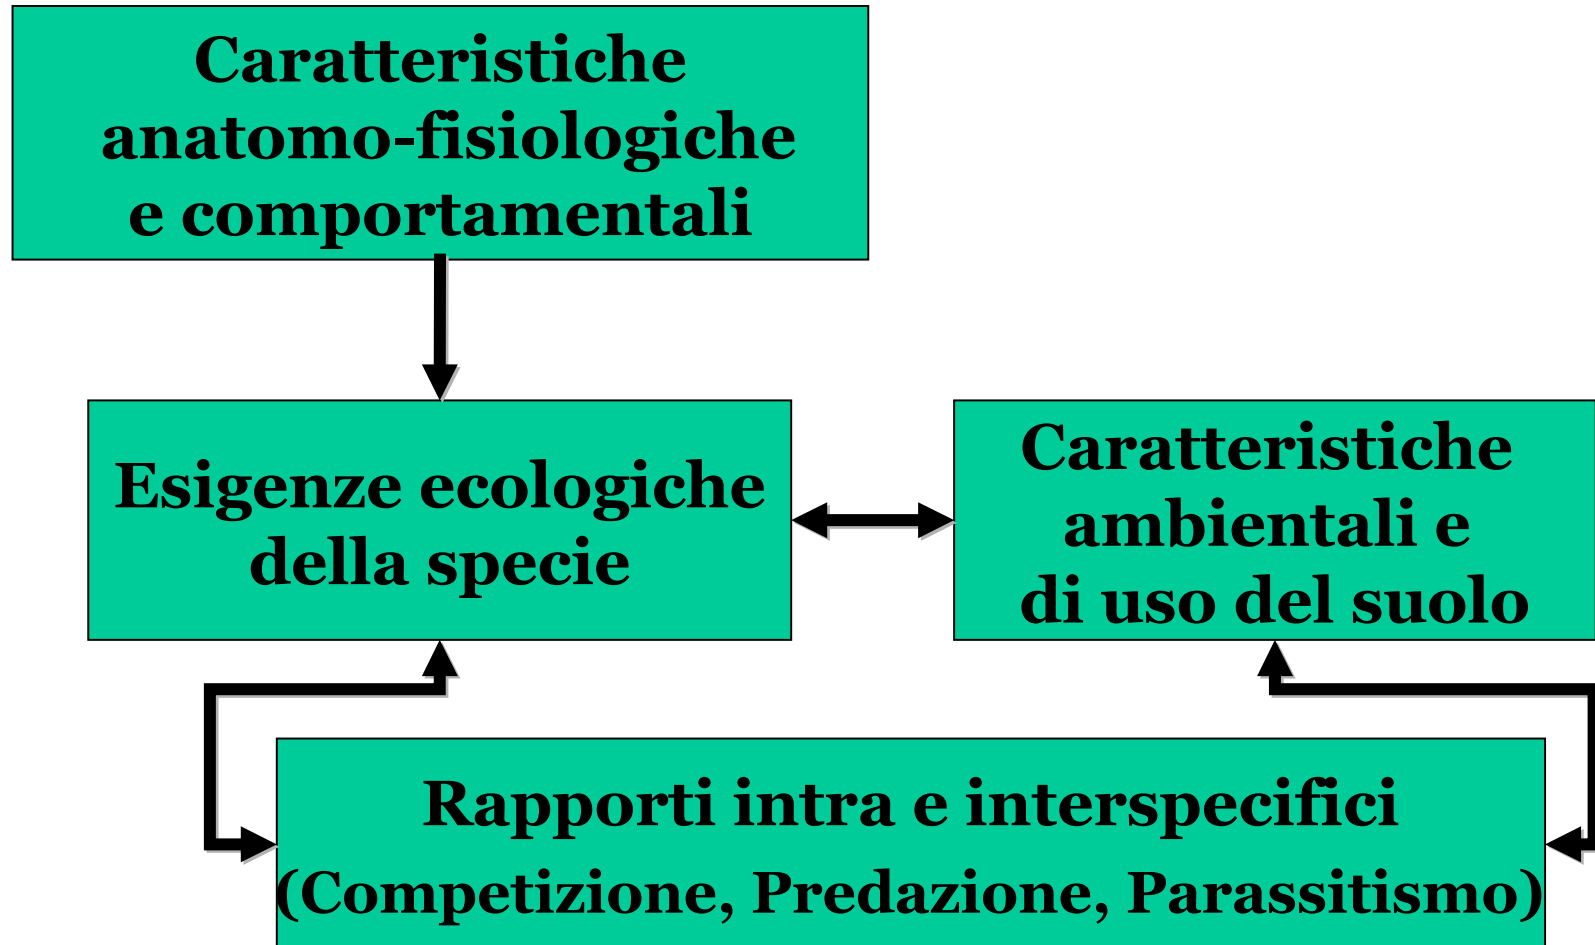 Caratteristiche
anatomo-fisiologiche
e comportamentali
Esigenze ecologiche
della specie
Caratteristiche
ambientali e
di uso del suolo
Rapporti intra e interspecifici
(Competizione, Predazione, Parassitismo)